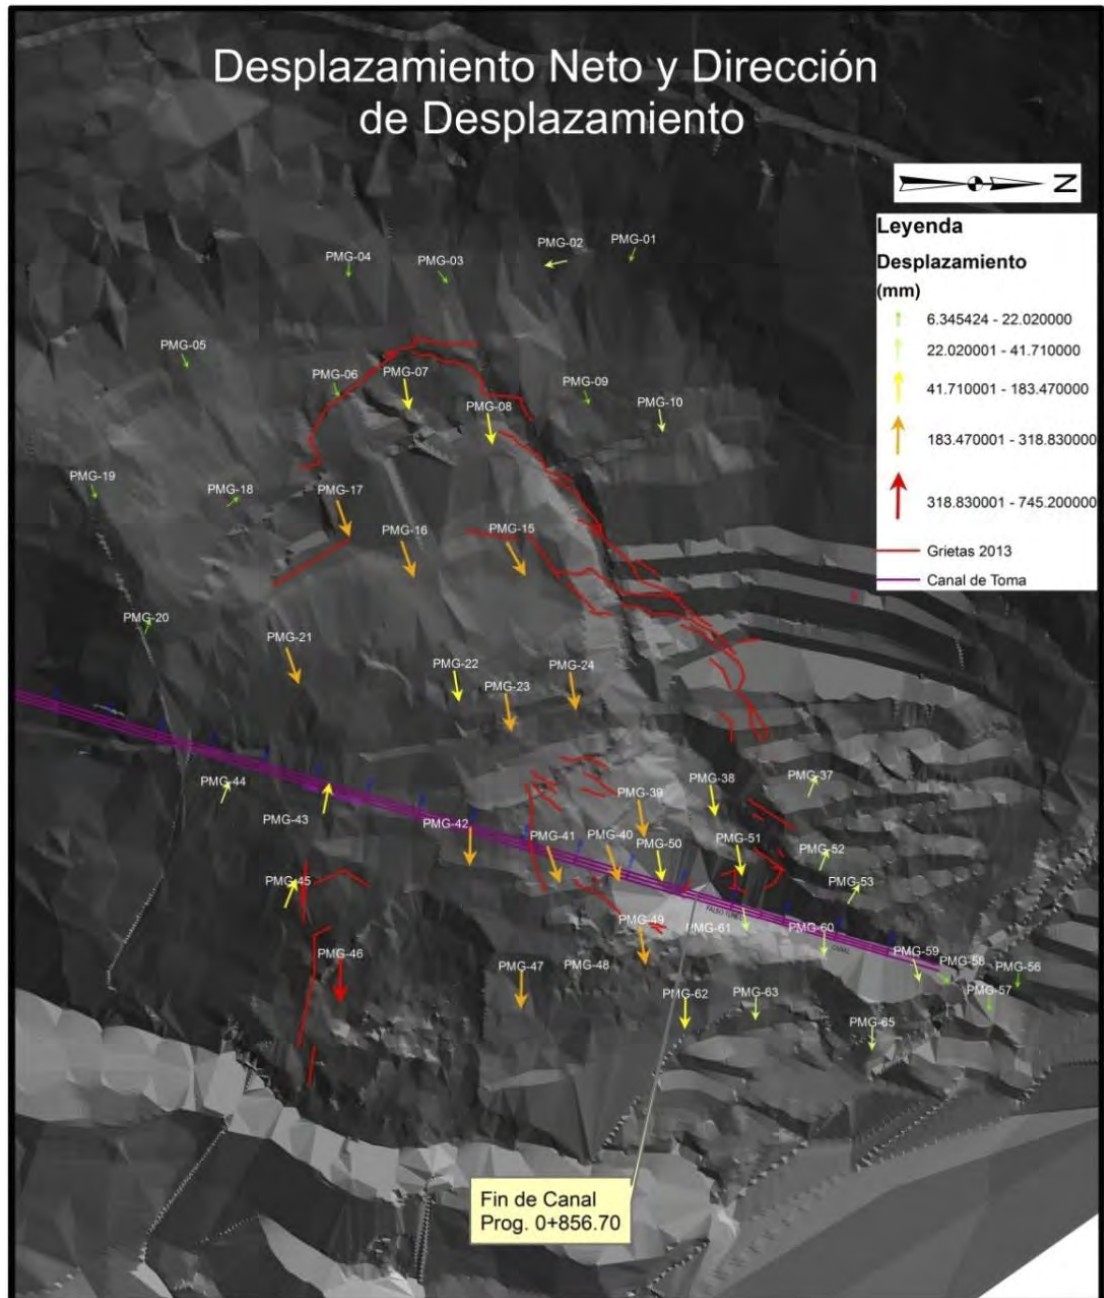 Desplazamiento Neto y Dirección
de Desplazamiento
N
Leyenda
Desplazamiento
(mm)
6.345424 - 22.020000
22.020001 - 41.710000
41.710001 - 183.470000
183.470001 - 318.830000
318.830001 - 745.200000
Grietas 2013
Canal de Toma
PMG-01
PMG-02
PMG-04
PMG-03
PMG-05
PMG-07
PMG-06
PMG-09
PMG-10
PMG-08
PMG-19
PMG-18
PMG-17
PMG-16
PMG-15
PMG-20
PMG-21
PMG-22
PMG-24
PMG-23
PMG-44
PMG-38
PMG-37
PMG-39
PMG-43
PMG-42
PMG-41
PMG-40
PMG-50
PMG-51
PMG-52
PMG-45
PMG-53
PMG-49
PMG-61
PMG-60
CANAL
PMG-46
PMG-47
PMG-48
PMG-59
PMG-58
PMG-56
PMG-57
PMG-62
PMG-63
PMG-65
Fin de Canal
Prog. 0+856.70